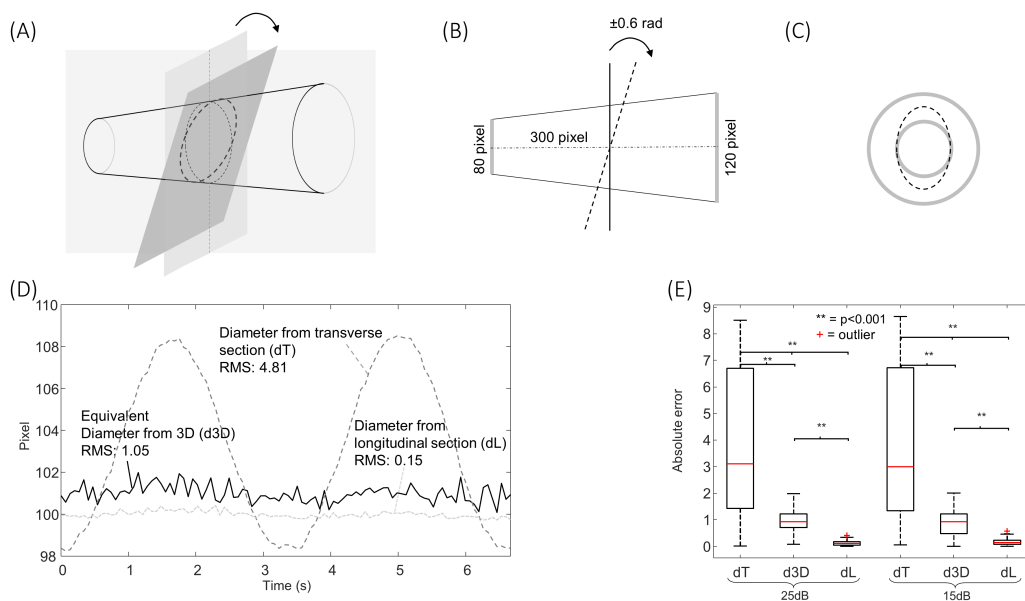 (A)
(B)
±0.6 rad
80 pixel
300 pixel
120 pixel
(C)
(D)
110
108
106
104
102
100
98
Pixel
Diameter from transverse
section (dT)
RMS: 4.81
Equivalent
Diameter from 3D (d3D)
RMS: 1.05
Diameter from
longitudinal section (dL)
RMS: 0.15
0
1
2
3
4
5
6
Time (s)
(E)
9
8
7
6
5
4
3
2
1
0
Absolute error
** = p<0.001
+ = outlier
**
**
**
**
**
**
dT
d3D
dL
dT
d3D
dL
25dB
15dB